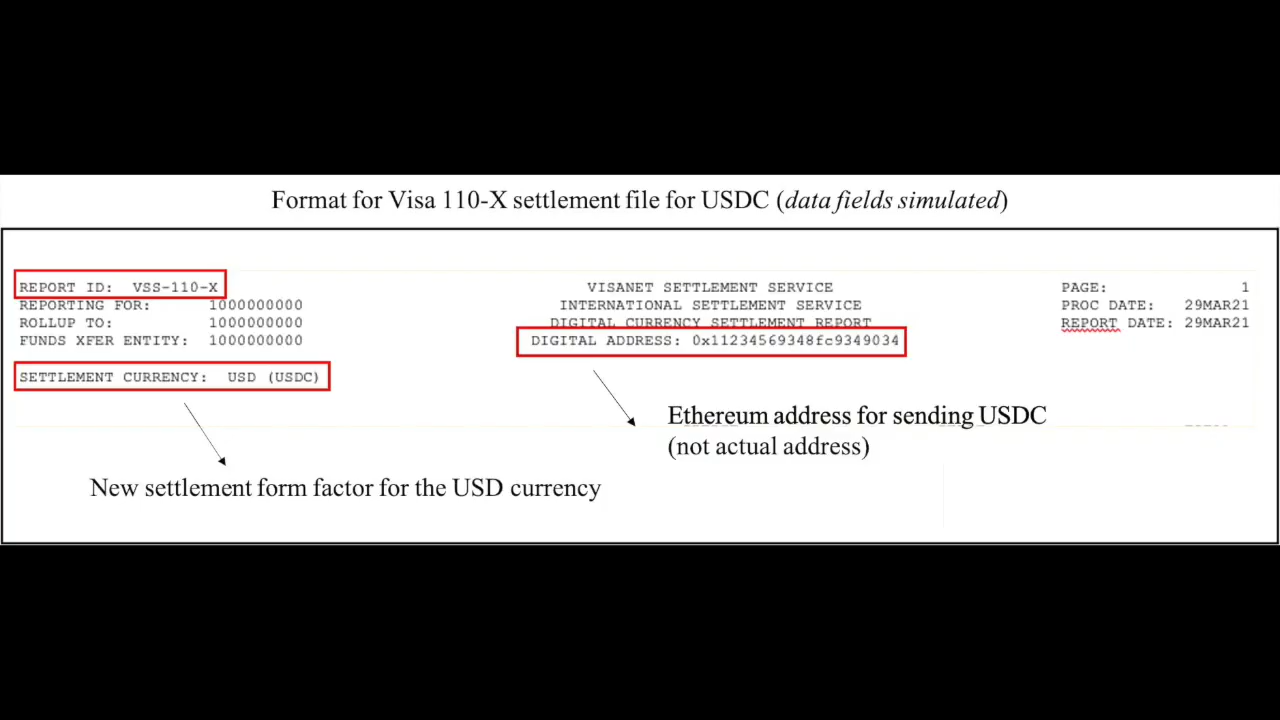 Format for Visa 110-X settlement file for USDC (data fields simulated)
REPORT ID: VSS-110-X VISANET SETTLEMENT SERVICE PAGE: 1
REPORTING FOR: 1000000000 INTERNATIONAL SETTLEMENT SERVICE PROC DATE: 29MAR21
ROLLUP TO: 1000000000 DIGITAL CURRENCY SETTLEMENT REPORT REPORT DATE: 29MAR21
FUNDS XFER ENTITY: 1000000000 DIGITAL ADDRESS: 0x11234569348fc9349034
SETTLEMENT CURRENCY: USD (USDC)
Ethereum address for sending USDC
(not actual address)
New settlement form factor for the USD currency